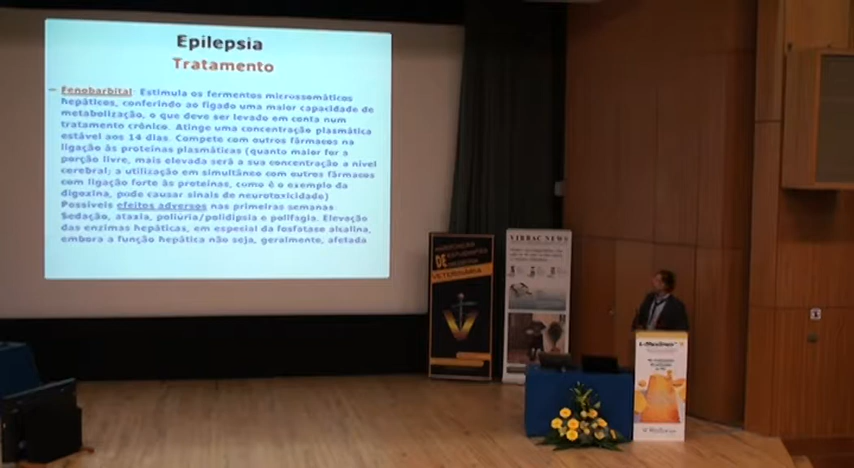 Epilepsia
Tratamento
– Fenobarbital: Estimula os fermentos microssomáticos
hepáticos, conferindo ao fígado uma maior capacidade de
metabolização, o que deve ser levado em conta num
tratamento crônico. Atinge uma concentração plasmática
estável aos 14 dias. Compete com outros fármacos na
ligação às proteínas plasmáticas (quanto maior for a
porção livre, mais elevada será a sua concentração a nível
cerebral; a utilização em simultâneo com outros fármacos
com ligação forte às proteínas, como é o exemplo da
digoxina, pode causar sinais de neurotoxicidade)
Possíveis efeitos adversos nas primeiras semanas
Sedação, ataxia, poliúria/polidipsia e polifagia. Elevação
das enzimas hepáticas, em especial da fosfatase alcalina,
embora a função hepática não seja, geralmente, afetada
DE
VETERINÁRIA
V
VIRBAC NEWS